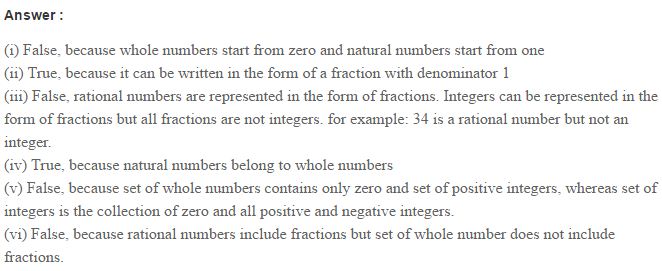 Answer :
(i) False, because whole numbers start from zero and natural numbers start from one
(ii) True, because it can be written in the form of a fraction with denominator 1
(iii) False, rational numbers are represented in the form of fractions. Integers can be represented in the
form of fractions but all fractions are not integers. for example: 34 is a rational number but not an
integer.
(iv) True, because natural numbers belong to whole numbers
(v) False, because set of whole numbers contains only zero and set of positive integers, whereas set of
integers is the collection of zero and all positive and negative integers.
(vi) False, because rational numbers include fractions but set of whole number does not include
fractions.